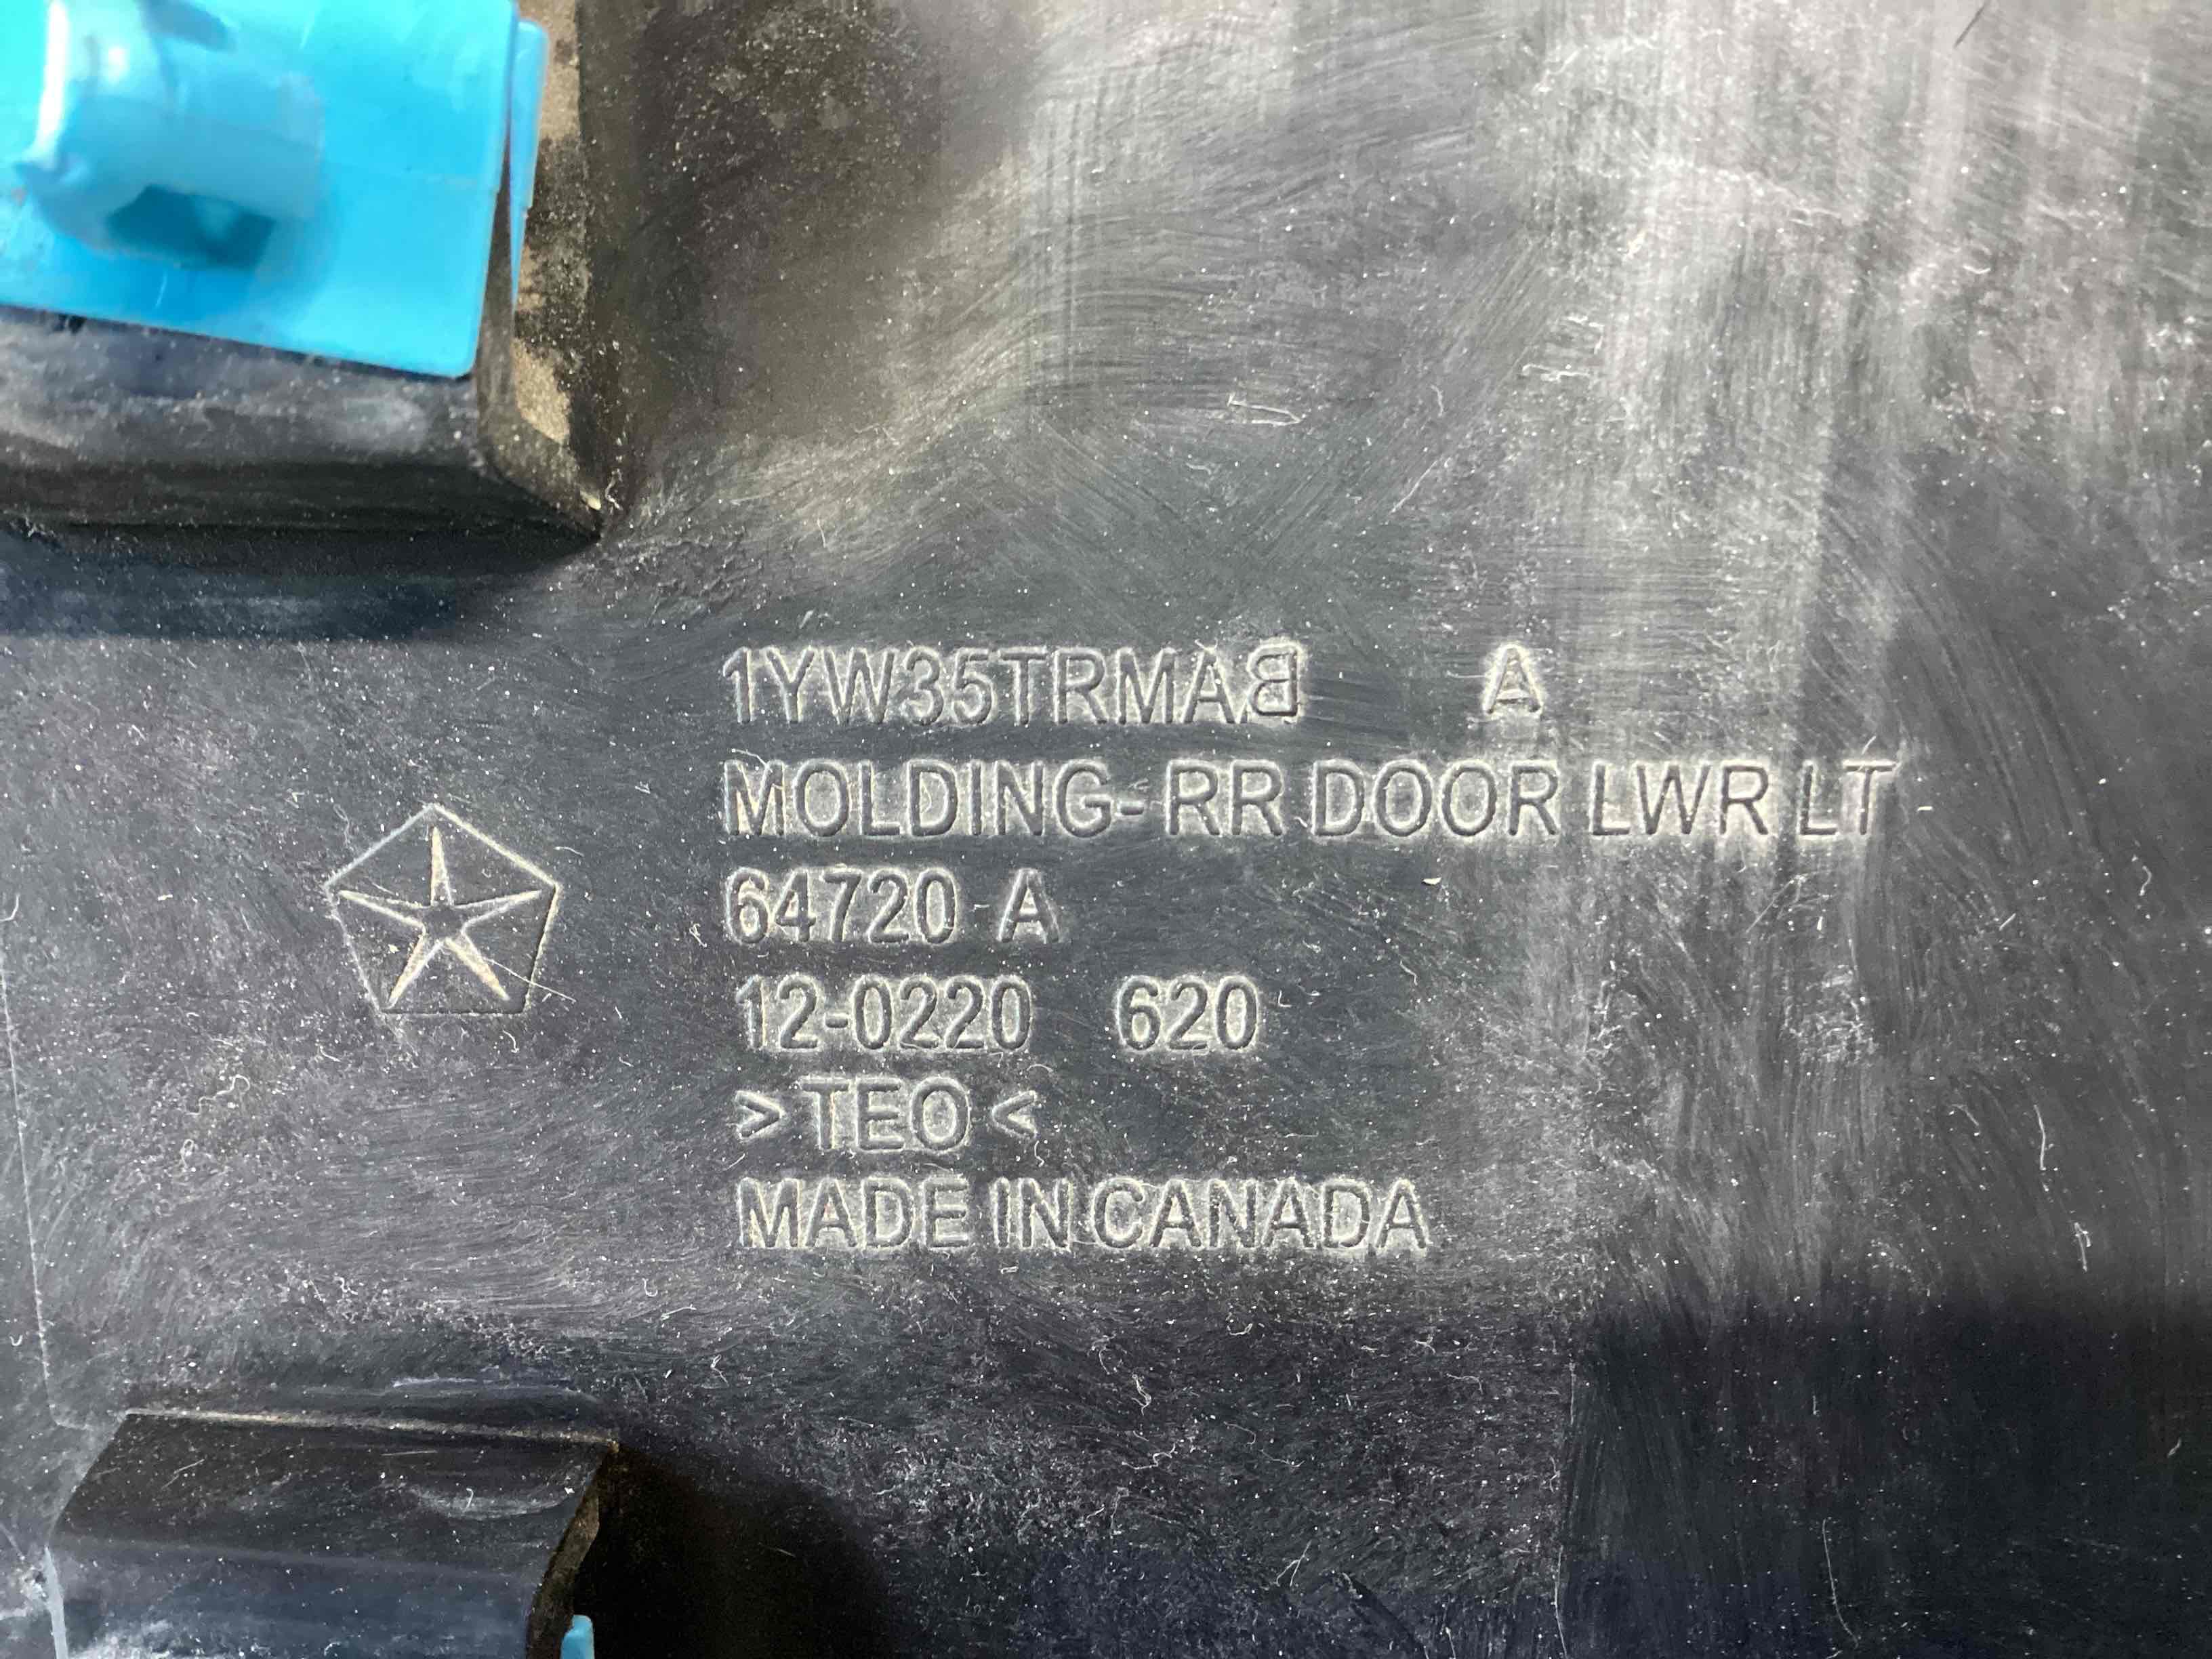 1YW35TRMAB A
MOLDING- RR DOOR LWR LT
64720 A
12-0220 620
>TEO<
MADE IN CANADA